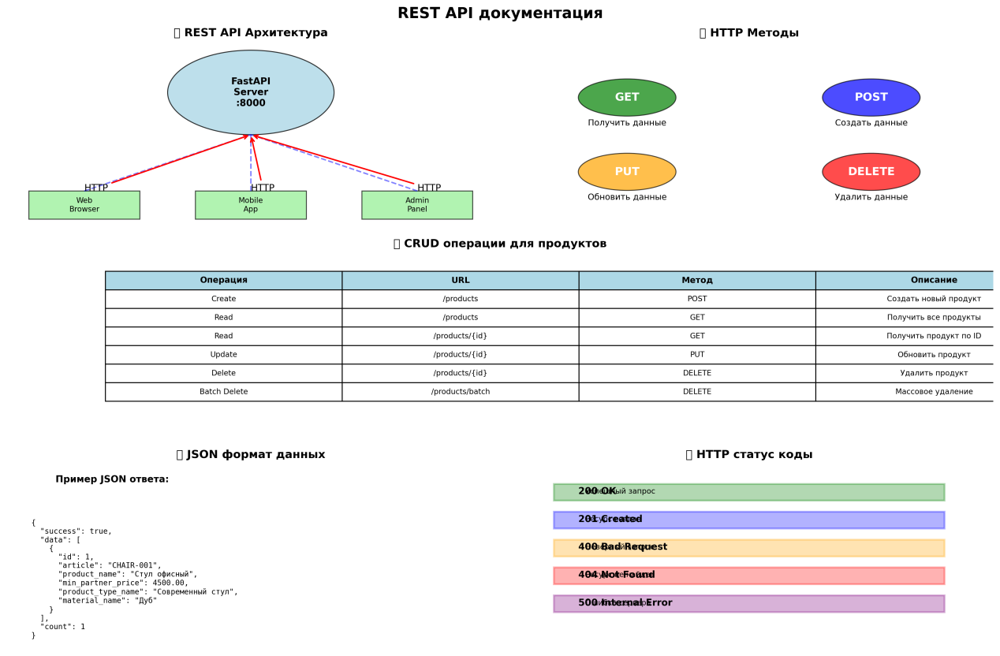 REST API документация
REST API Архитектура
FastAPI
Server
:8000
HTTP
HTTP
HTTP
Web
Browser
Mobile
App
Admin
Panel
HTTP Методы
GET
Получить данные
POST
Создать данные
PUT
Обновить данные
DELETE
Удалить данные
CRUD операции для продуктов
Операция URL Метод Описание
Create /products POST Создать новый продукт
Read /products GET Получить все продукты
Read /products/{id} GET Получить продукт по ID
Update /products/{id} PUT Обновить продукт
Delete /products/{id} DELETE Удалить продукт
Batch Delete /products/batch DELETE Массовое удаление
JSON формат данных
Пример JSON ответа:
{
"success": true,
"data": [
{
"id": 1,
"article": "CHAIR-001",
"product_name": "Стул офисный",
"min_partner_price": 4500.00,
"product_type_name": "Современный стул",
"material_name": "Дуб"
}
],
"count": 1
}
HTTP статус коды
200 OK
запрос
201 Created
400 Bad Request
404 Not Found
500 Internal Error